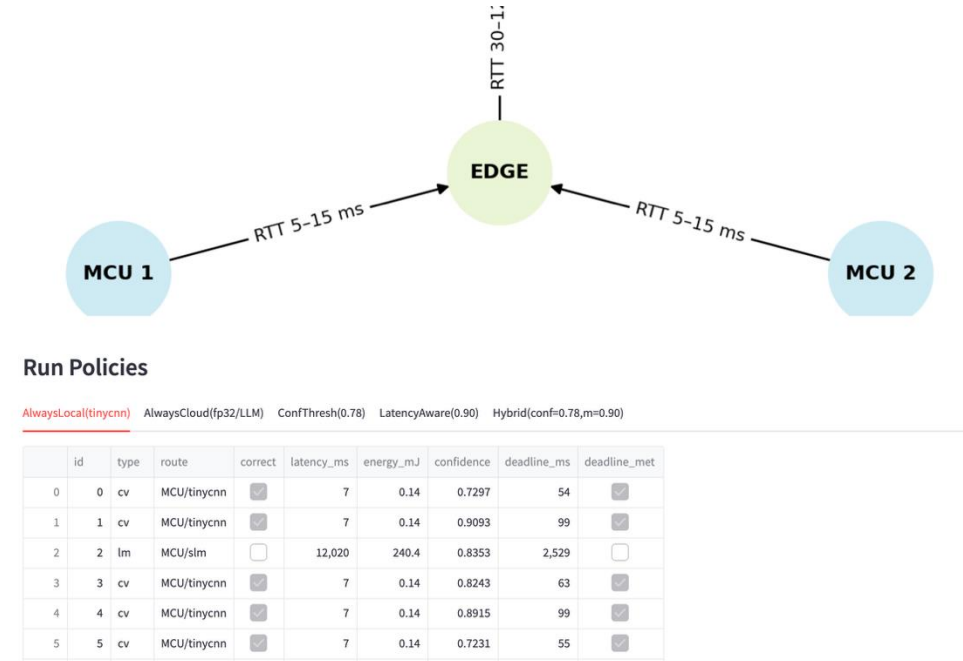 RTT 30–12
EDGE
RTT 5–15 ms
RTT 5–15 ms
MCU 1
MCU 2
Run Policies
AlwaysLocal(tinycnn) AlwaysCloud(fp32/LLM) ConfThresh(0.78) LatencyAware(0.90) Hybrid(conf=0.78,m=0.90)
id type route correct latency_ms energy_mJ confidence deadline_ms deadline_met
0 0 cv MCU/tinycnn 7 0.14 0.7297 54
1 1 cv MCU/tinycnn 7 0.14 0.9093 99
2 2 lm MCU/slm 12,020 240.4 0.8353 2,529
3 3 cv MCU/tinycnn 7 0.14 0.8243 63
4 4 cv MCU/tinycnn 7 0.14 0.8915 99
5 5 cv MCU/tinycnn 7 0.14 0.7231 55